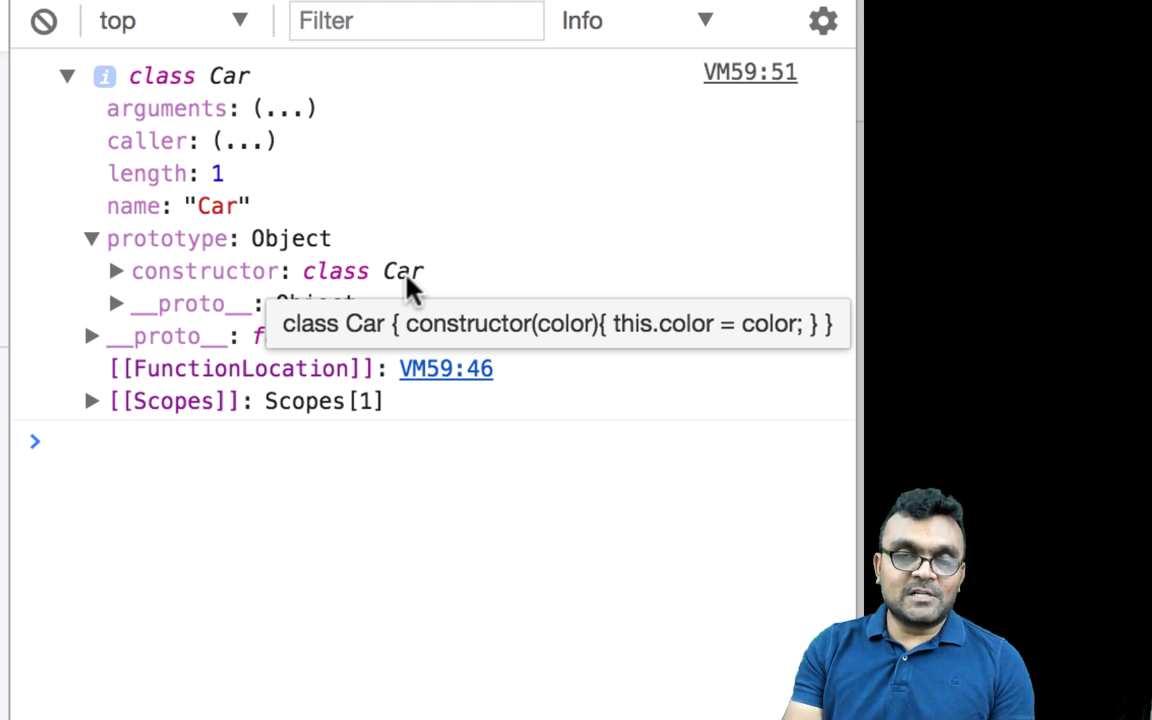 top Filter Info
class Car VM59:51
arguments: (...)
caller: (...)
length: 1
name: "Car"
prototype: Object
constructor: class Car
__proto__: Object
class Car { constructor(color){ this.color = color; } }
__proto__: f
[[FunctionLocation]]: VM59:46
[[Scopes]]: Scopes[1]